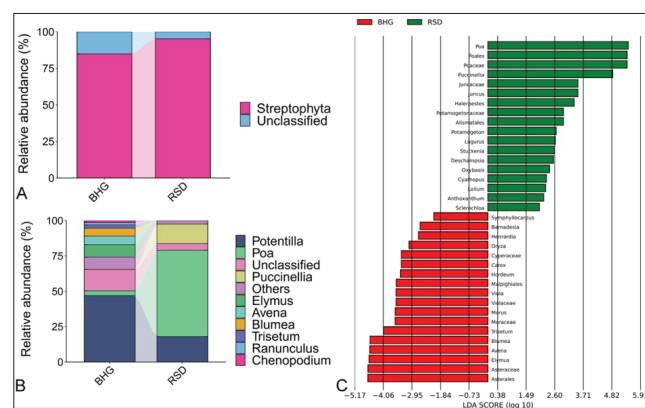 Relative abundance (%)
100
75
50
25
0
BHG
RSD
Streptophyta
Unclassified
A
Relative abundance (%)
100
75
50
25
0
BHG
RSD
Potentilla
Poa
Unclassified
Puccinellia
Others
Elymus
Avena
Blumea
Trisetum
Ranunculus
Chenopodium
B
BHG
RSD
Poa
Poales
Poaceae
Puccinellia
Juncaceae
Juncus
Halerpestes
Potamogetonaceae
Alismatales
Potamogeton
Lagurus
Stuckenia
Deschampsia
Oxybasis
Cyathopus
Lolium
Anthoxanthum
Sclerochloa
Symphyllocarpus
Barnadesia
Henrardia
Oryza
Cyperaceae
Carex
Hordeum
Malpighiales
Viola
Violaceae
Morus
Moraceae
Trisetum
Blumea
Avena
Elymus
Asteraceae
Asterales
−5.17 −4.06 −2.95 −1.84 −0.73 0.38 1.49 2.60 3.71 4.82 5.93
LDA SCORE (log 10)
C